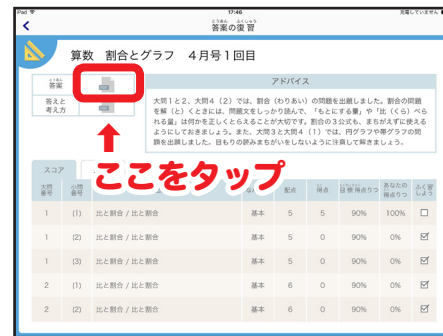 iPad
17:46
充電していません
とうあん ふくしゅう
答案の復習
算数 割合とグラフ 4月号1回目
とうあん
答案
答えと
考え方
アドバイス
大問1と2、大問4(2)では、割合(わりあい)の問題を出題しました。割合の問題
を解(と)くときには、問題文をしっかり読んで、「もとにする量」や「比(くら)べら
れる量」は何かを正しくとらえることが大切です。割合の3公式も、まちがえずに使える
ようにしておきましょう。また、大問3と大問4(1)では、円グラフや帯グラフの問
題を出題しました。目もりの読みまちがいをしないように注意して解きましょう。
ここをタップ
スコア
大問
番号
小問
番号
配点
得点
目標得点りつ
あなたの
得点りつ
ふく習
しよう
1 (1) 比と割合 / 比と割合 基本 5 5 90% 100%
1 (2) 比と割合 / 比と割合 基本 5 0 90% 0%
1 (3) 比と割合 / 比と割合 基本 5 0 90% 0%
2 (1) 比と割合 / 比と割合 基本 6 0 90% 0%
2 (2) 比と割合 / 比と割合 基本 6 0 90% 0%